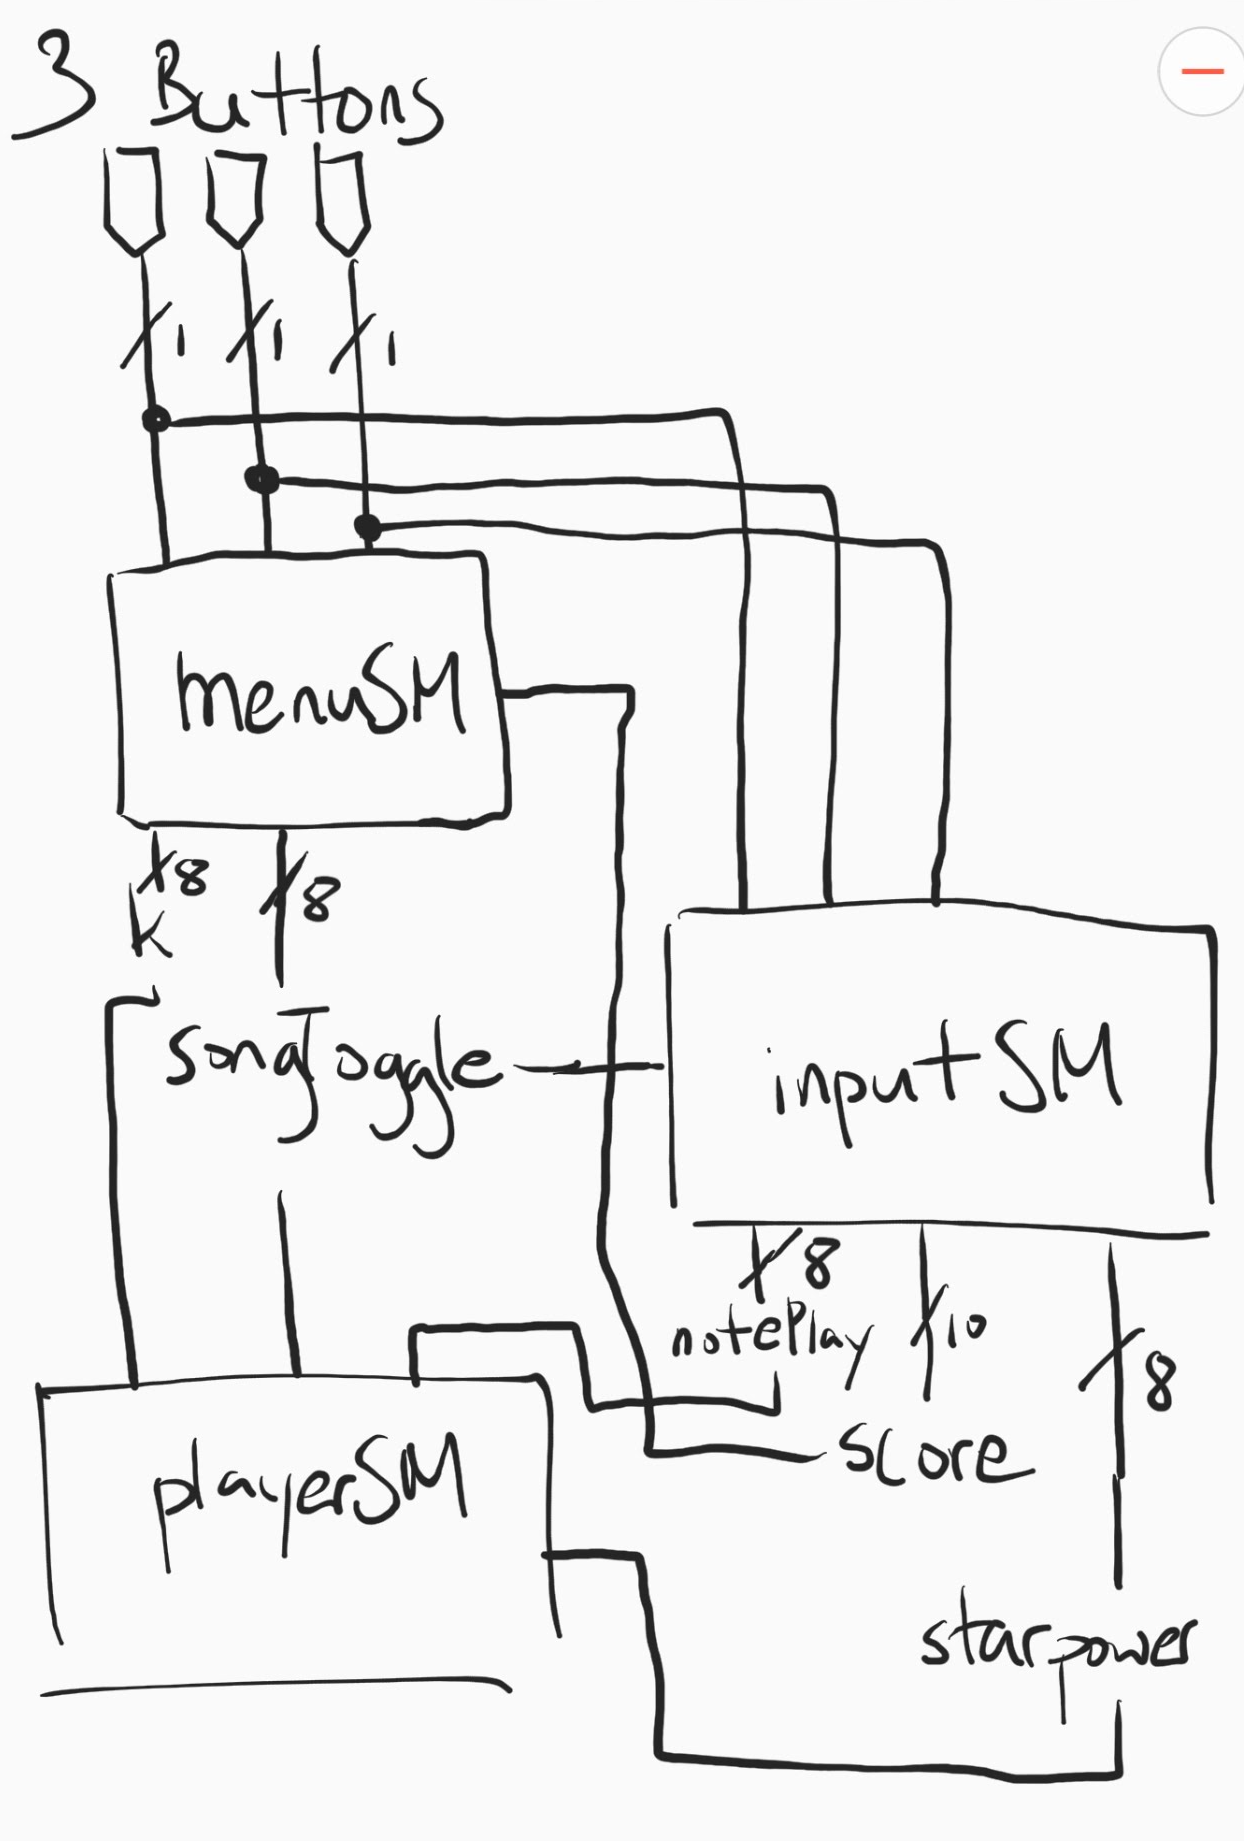 3 Buttons
1 1 1
menuSM
8 8
k
songToggle
inputSM
8
notePlay 10
8
score
playerSM
starpower